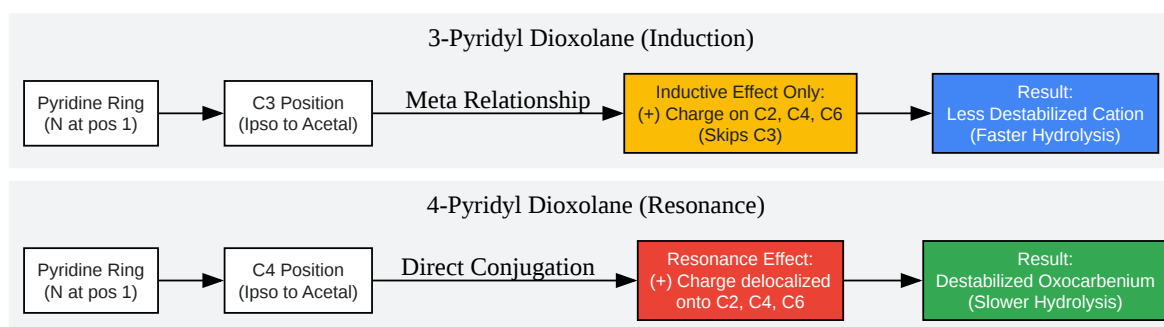 3-Pyridyl Dioxolane (Induction)
Pyridine Ring
(N at pos 1)
C3 Position
(Ipso to Acetal)
Meta Relationship
Inductive Effect Only:
(+) Charge on C2, C4, C6
(Skips C3)
Result:
Less Destabilized Cation
(Faster Hydrolysis)
4-Pyridyl Dioxolane (Resonance)
Pyridine Ring
(N at pos 1)
C4 Position
(Ipso to Acetal)
Direct Conjugation
Resonance Effect:
(+) Charge delocalized
onto C2, C4, C6
Result:
Destabilized Oxocarbenium
(Slower Hydrolysis)